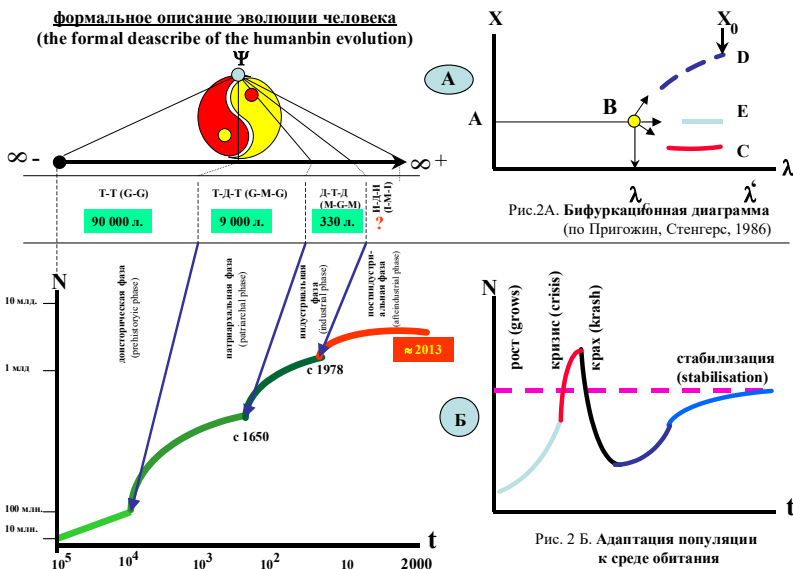 формальное описание эволюции человека
(the formal deascribe of the humanbin evolution)
Ψ
∞ -
∞ +
Т-Т (G-G)
90 000 л.
Т-Д-Т (G-M-G)
9 000 л.
Д-Т-Д
(M-G-M)
330 л.
И-Д-И
(I-M-I)
?
N
10 млд.
1 млд
100 млн.
10 млн.
доисторическая фаза
(prehistoryic phase)
патриархальная фаза
(patriarchal phase)
индустриальная
фаза
(industrial phase)
постиндустри-
альная фаза
(afteindustrial phase)
≈ 2013
с 1978
с 1650
t
10⁵
10⁴
10³
10²
10
2000
А
X
X₀
D
A
B
E
C
λ
λ
λ‘
Рис.2А. Бифуркационная диаграмма
(по Пригожин, Стенгерс, 1986)
Б
N
рост (grows)
кризис (crisis)
крах (krash)
стабилизация
(stabilisation)
t
Рис. 2 Б. Адаптация популяции
к среде обитания